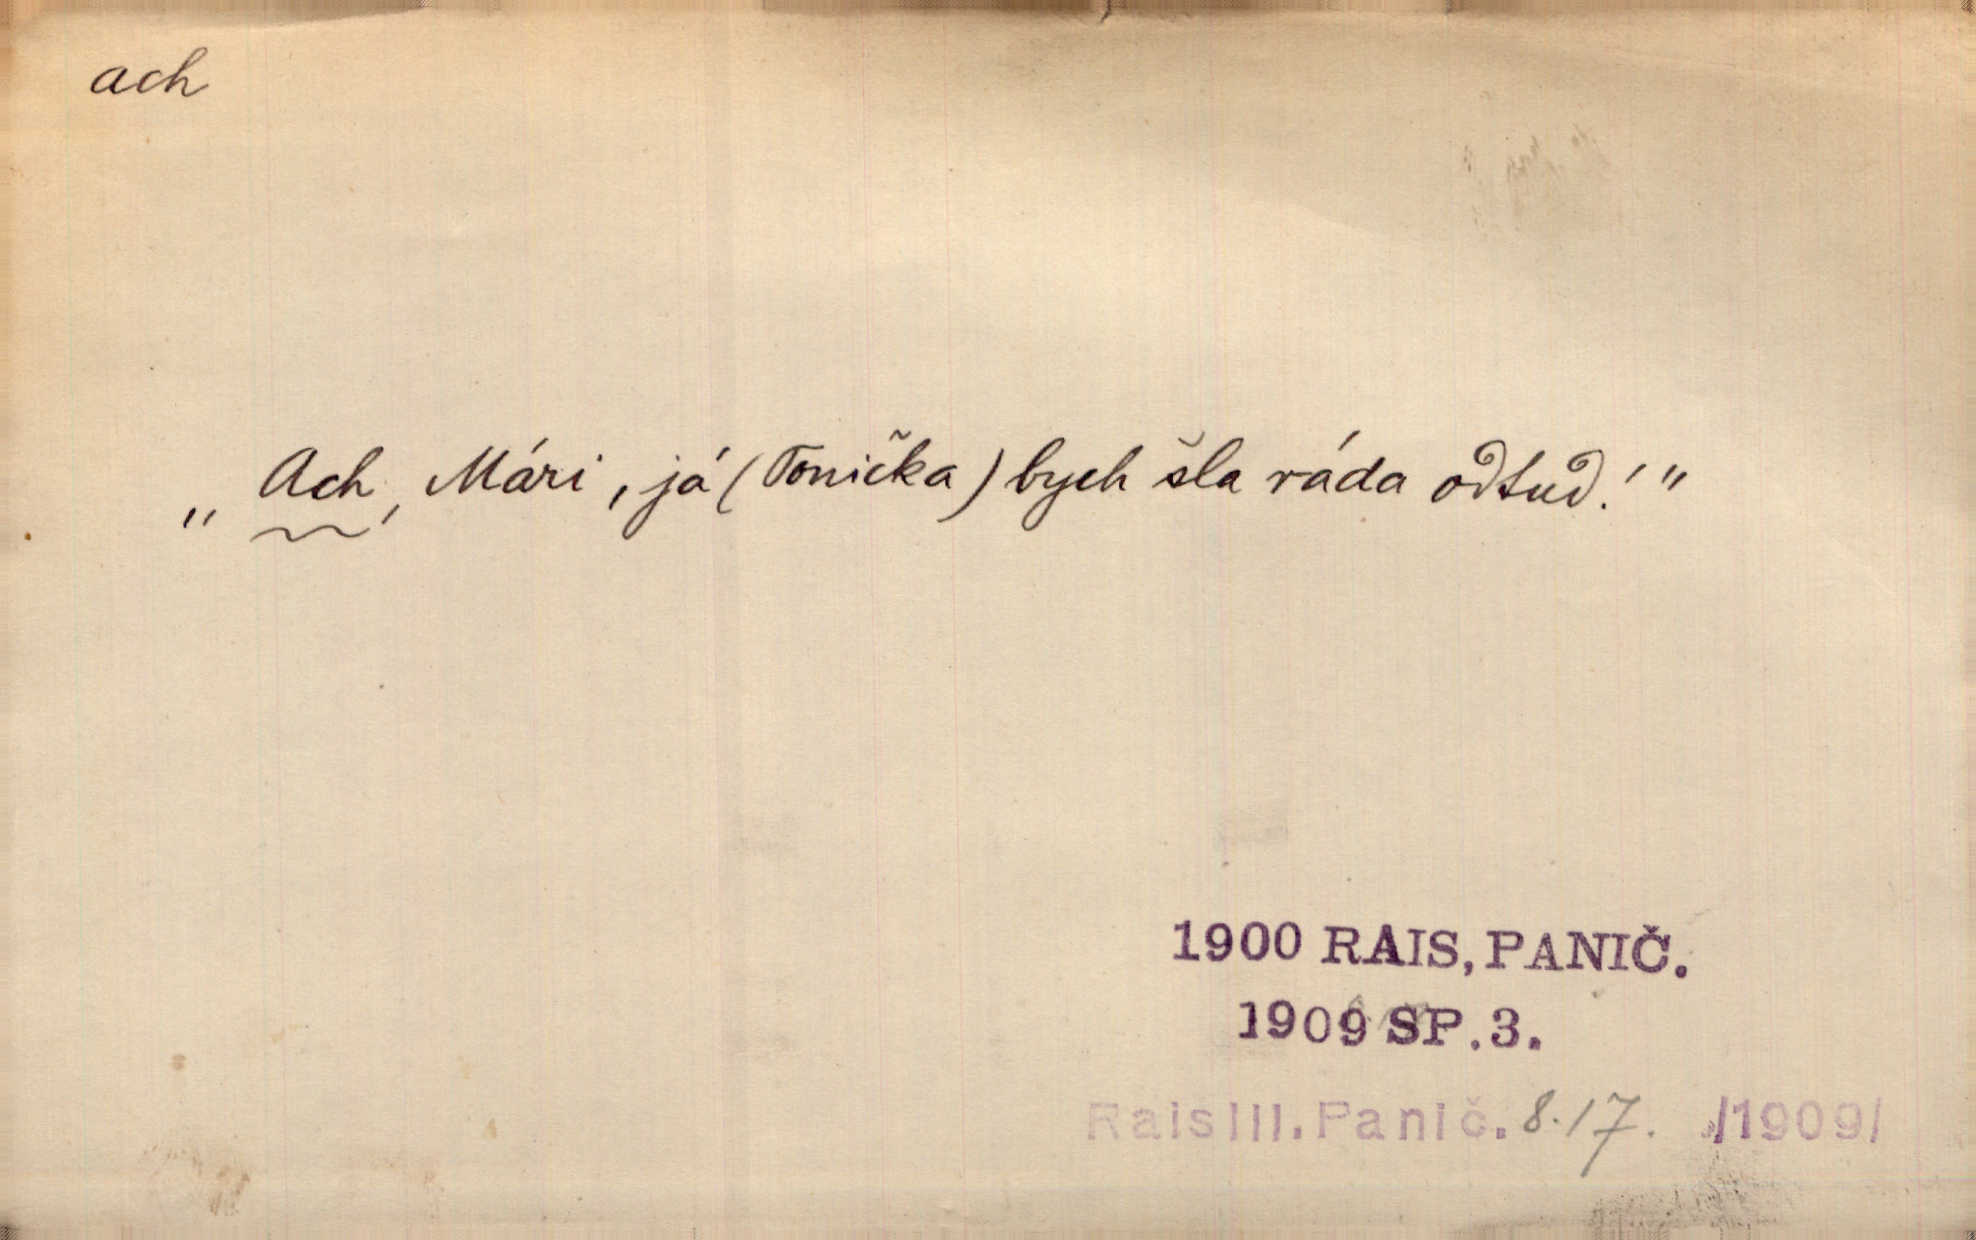 ach
„Ach, Mári, já (Tonička) bych šla ráda odtud!"
1900 RAIS, PANIČ.
1909 SP. 3.
Rais III. Panič. 8.17. /1909/